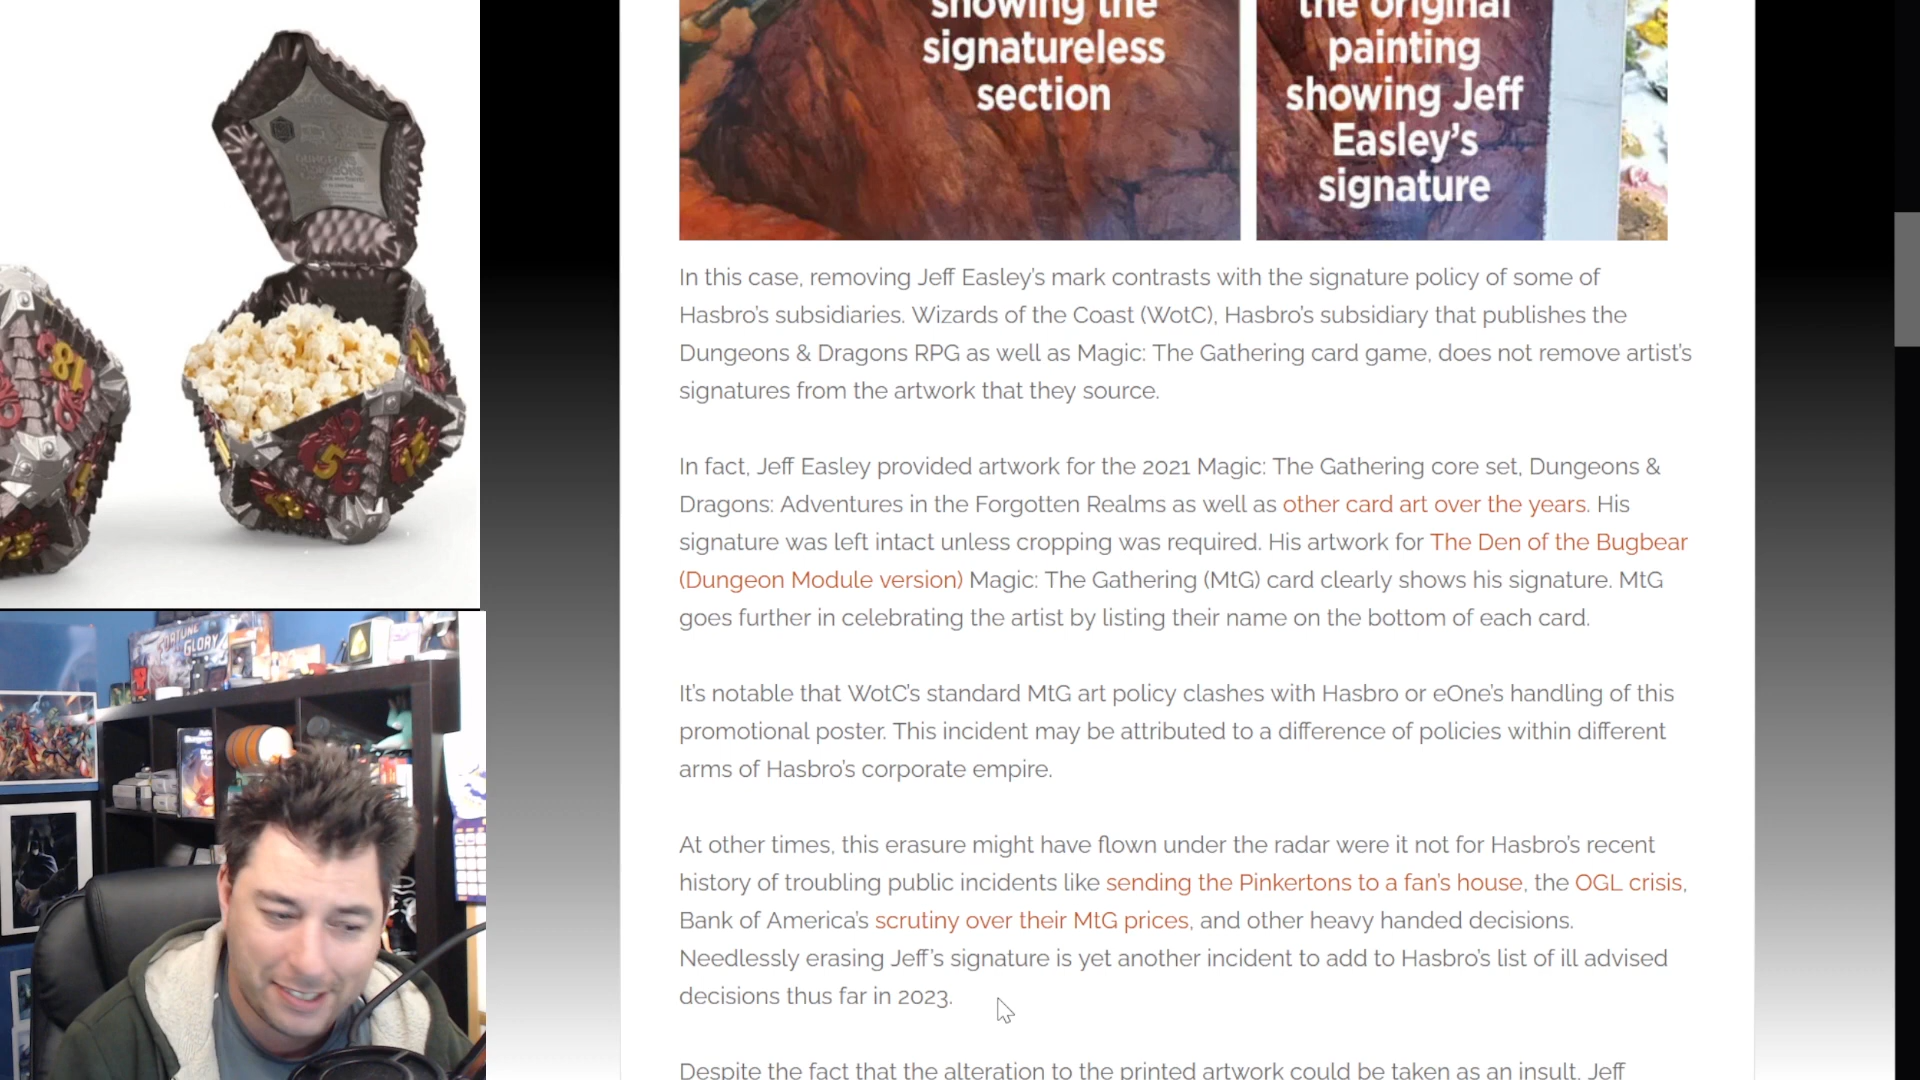 showing the
signatureless
section
the original
painting
showing Jeff
Easley's
signature
In this case, removing Jeff Easley's mark contrasts with the signature policy of some of
Hasbro's subsidiaries. Wizards of the Coast (WotC), Hasbro's subsidiary that publishes the
Dungeons & Dragons RPG as well as Magic: The Gathering card game, does not remove artist's
signatures from the artwork that they source.
In fact, Jeff Easley provided artwork for the 2021 Magic: The Gathering core set, Dungeons &
Dragons: Adventures in the Forgotten Realms as well as other card art over the years. His
signature was left intact unless cropping was required. His artwork for The Den of the Bugbear
(Dungeon Module version) Magic: The Gathering (MtG) card clearly shows his signature. MtG
goes further in celebrating the artist by listing their name on the bottom of each card.
It's notable that WotC's standard MtG art policy clashes with Hasbro or eOne's handling of this
promotional poster. This incident may be attributed to a difference of policies within different
arms of Hasbro's corporate empire.
At other times, this erasure might have flown under the radar were it not for Hasbro's recent
history of troubling public incidents like sending the Pinkertons to a fan's house, the OGL crisis,
Bank of America's scrutiny over their MtG prices, and other heavy handed decisions.
Needlessly erasing Jeff's signature is yet another incident to add to Hasbro's list of ill advised
decisions thus far in 2023.
Despite the fact that the alteration to the printed artwork could be taken as an insult, Jeff
DUNGEONS
DRAGONS
18
5
15
13
FORTUNE
GLORY